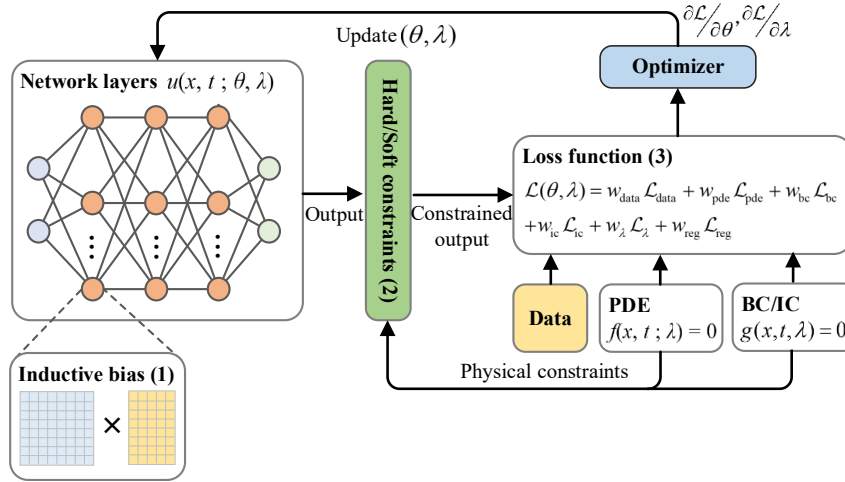 ∂ℒ/∂θ, ∂ℒ/∂λ
Update (θ, λ)
Optimizer
Network layers u(x, t ; θ, λ)
Hard/Soft constraints (2)
Loss function (3)
ℒ(θ, λ) = w_data ℒ_data + w_pde ℒ_pde + w_bc ℒ_bc
+w_ic ℒ_ic + w_λ ℒ_λ + w_reg ℒ_reg
Output
Constrained
output
Data
PDE
f(x, t ; λ) = 0
BC/IC
g(x, t, λ) = 0
Physical constraints
Inductive bias (1)
×